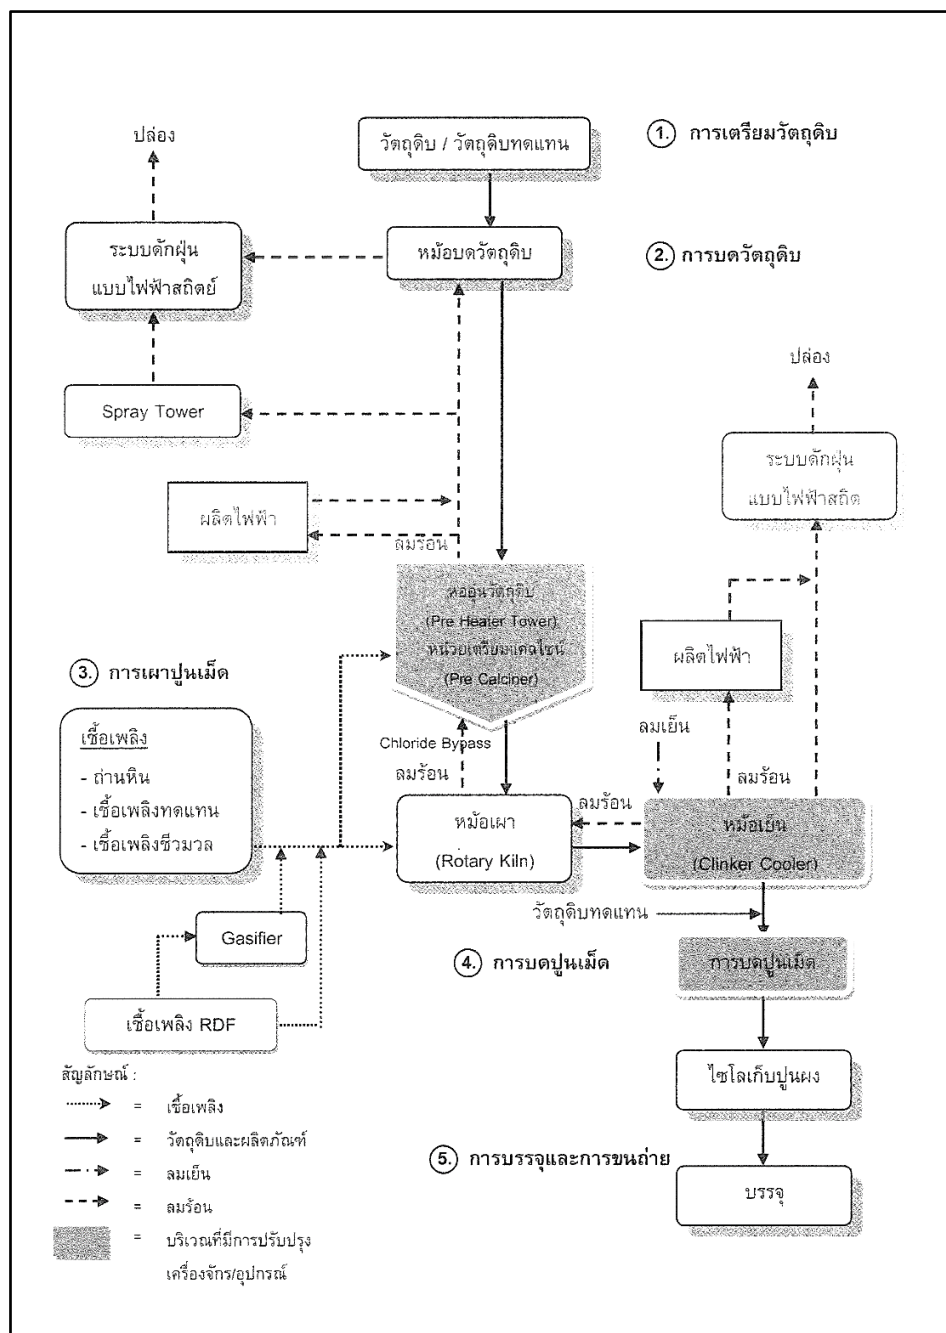 ปล่อง
วัตถุดิบ / วัตถุดิบทดแทน
1. การเตรียมวัตถุดิบ
ระบบดักฝุ่น
แบบไฟฟ้าสถิตย์
หม้อบดวัตถุดิบ
2. การบดวัตถุดิบ
Spray Tower
ปล่อง
ระบบดักฝุ่น
แบบไฟฟ้าสถิต
ผลิตไฟฟ้า
ลมร้อน
หออุ่นวัตถุดิบ
(Pre Heater Tower)
หน่วยเตรียมแคลไซน์
(Pre Calciner)
ผลิตไฟฟ้า
3. การเผาปูนเม็ด
เชื้อเพลิง
- ถ่านหิน
- เชื้อเพลิงทดแทน
- เชื้อเพลิงชีวมวล
Chloride Bypass
ลมร้อน
ลมเย็น
ลมร้อน
ลมร้อน
หม้อเผา
(Rotary Kiln)
หม้อเย็น
(Clinker Cooler)
วัตถุดิบทดแทน
Gasifier
4. การบดปูนเม็ด
การบดปูนเม็ด
เชื้อเพลิง RDF
ไซโลเก็บปูนผง
5. การบรรจุและการขนถ่าย
บรรจุ
สัญลักษณ์ :
= เชื้อเพลิง
= วัตถุดิบและผลิตภัณฑ์
= ลมเย็น
= ลมร้อน
= บริเวณที่มีการปรับปรุง
เครื่องจักร/อุปกรณ์